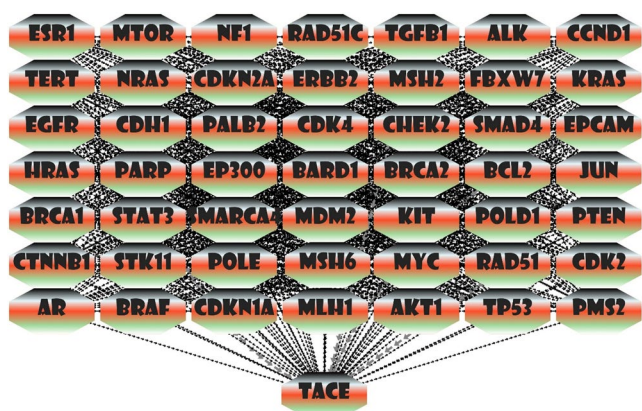 ESR1 MTOR NF1 RAD51C TGFB1 ALK CCND1
TERT NRAS CDKN2A ERBB2 MSH2 FBXW7 KRAS
EGFR CDH1 PALB2 CDK4 CHEK2 SMAD4 EPCAM
HRAS PARP EP300 BARD1 BRCA2 BCL2 JUN
BRCA1 STAT3 SMARCA4 MDM2 KIT POLD1 PTEN
CTNNB1 STK11 POLE MSH6 MYC RAD51 CDK2
AR BRAF CDKN1A MLH1 AKT1 TP53 PMS2
TACE